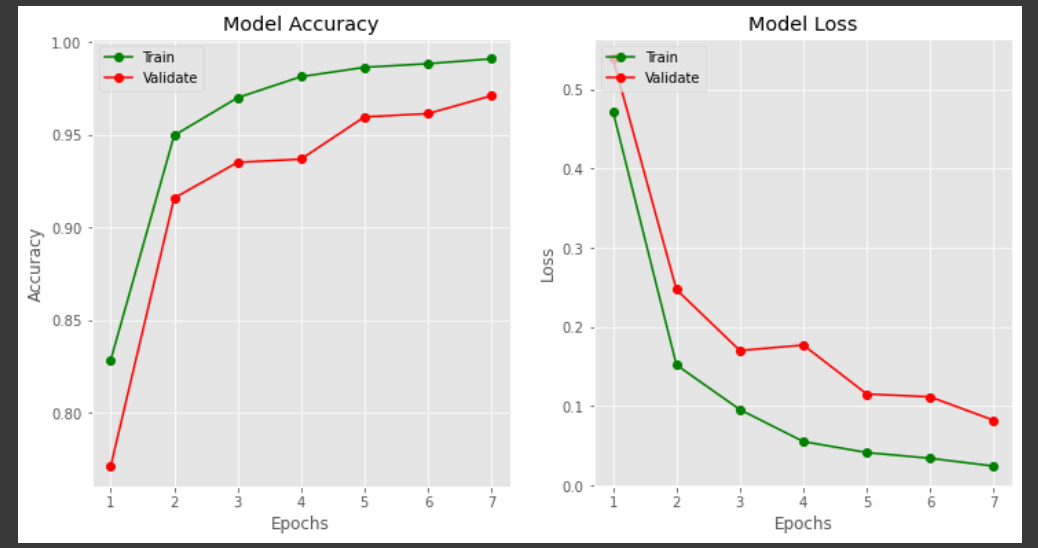 Model Accuracy
Train
Validate
1.00
0.95
0.90
0.85
0.80
Accuracy
1 2 3 4 5 6 7
Epochs
Model Loss
Train
Validate
0.5
0.4
0.3
0.2
0.1
0.0
Loss
1 2 3 4 5 6 7
Epochs